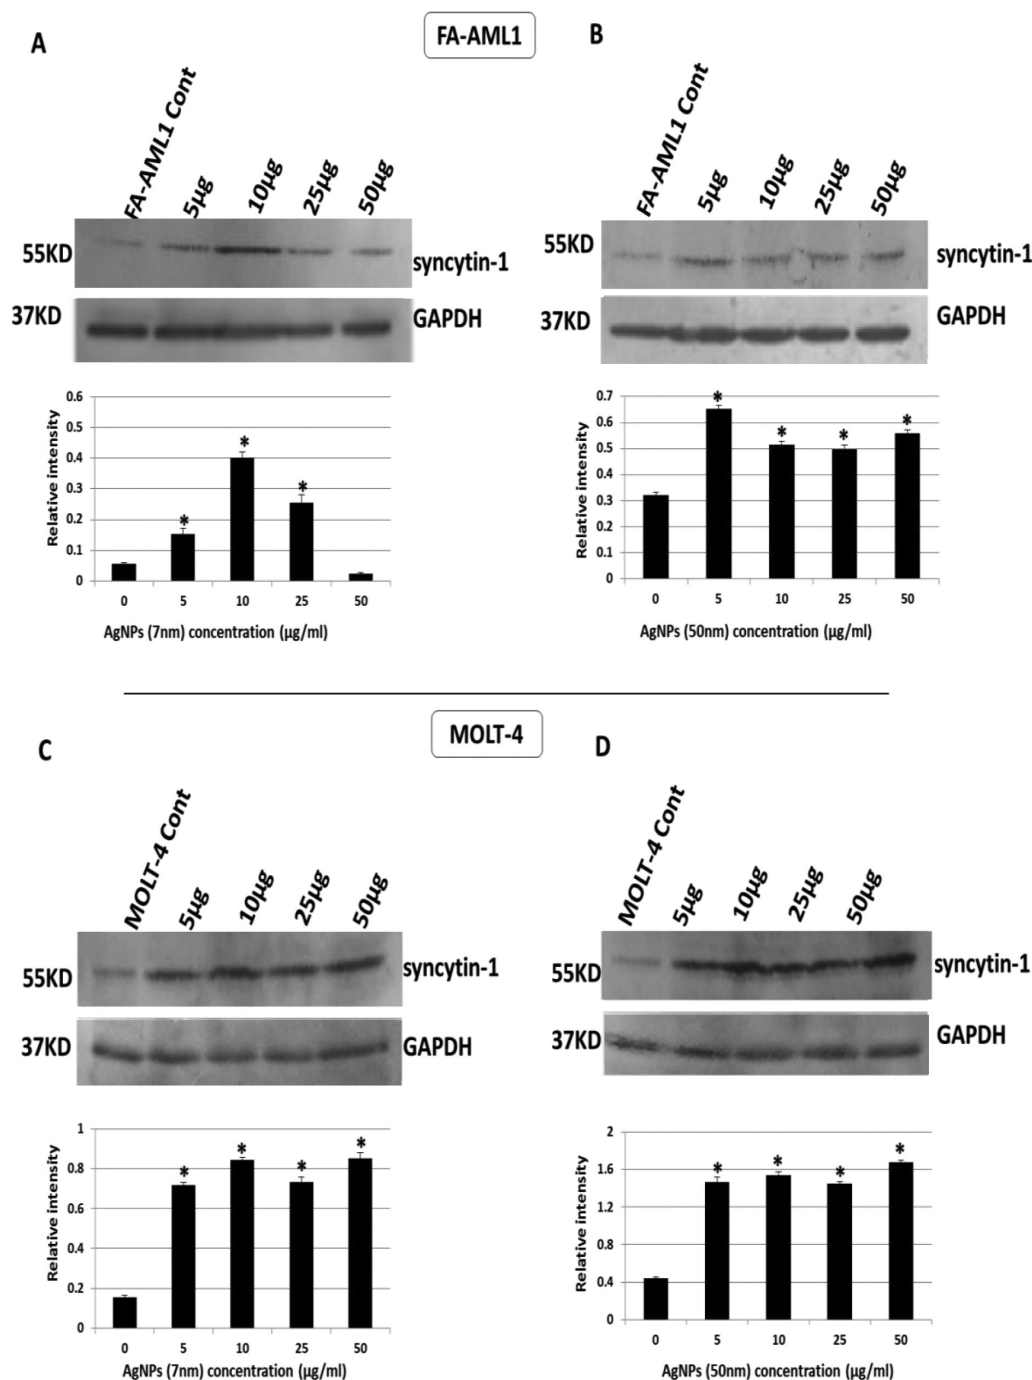 A
FA-AML1
B
FA-AML1 Cont
5µg
10µg
25µg
50µg
55KD
syncytin-1
37KD
GAPDH
0.6
0.5
0.4
0.3
0.2
0.1
0
Relative intensity
*
*
*
0
5
10
25
50
AgNPs (7nm) concentration (µg/ml)
FA-AML1 Cont
5µg
10µg
25µg
50µg
55KD
syncytin-1
37KD
GAPDH
0.7
0.6
0.5
0.4
0.3
0.2
0.1
0
Relative intensity
*
*
*
*
0
5
10
25
50
AgNPs (50nm) concentration (µg/ml)
MOLT-4
C
D
MOLT-4 Cont
5µg
10µg
25µg
50µg
55KD
syncytin-1
37KD
GAPDH
1
0.8
0.6
0.4
0.2
0
Relative intensity
*
*
*
*
0
5
10
25
50
AgNPs (7nm) concentration (µg/ml)
MOLT-4 Cont
5µg
10µg
25µg
50µg
55KD
syncytin-1
37KD
GAPDH
2
1.6
1.2
0.8
0.4
0
Relative intensity
*
*
*
*
0
5
10
25
50
AgNPs (50nm) concentration (µg/ml)